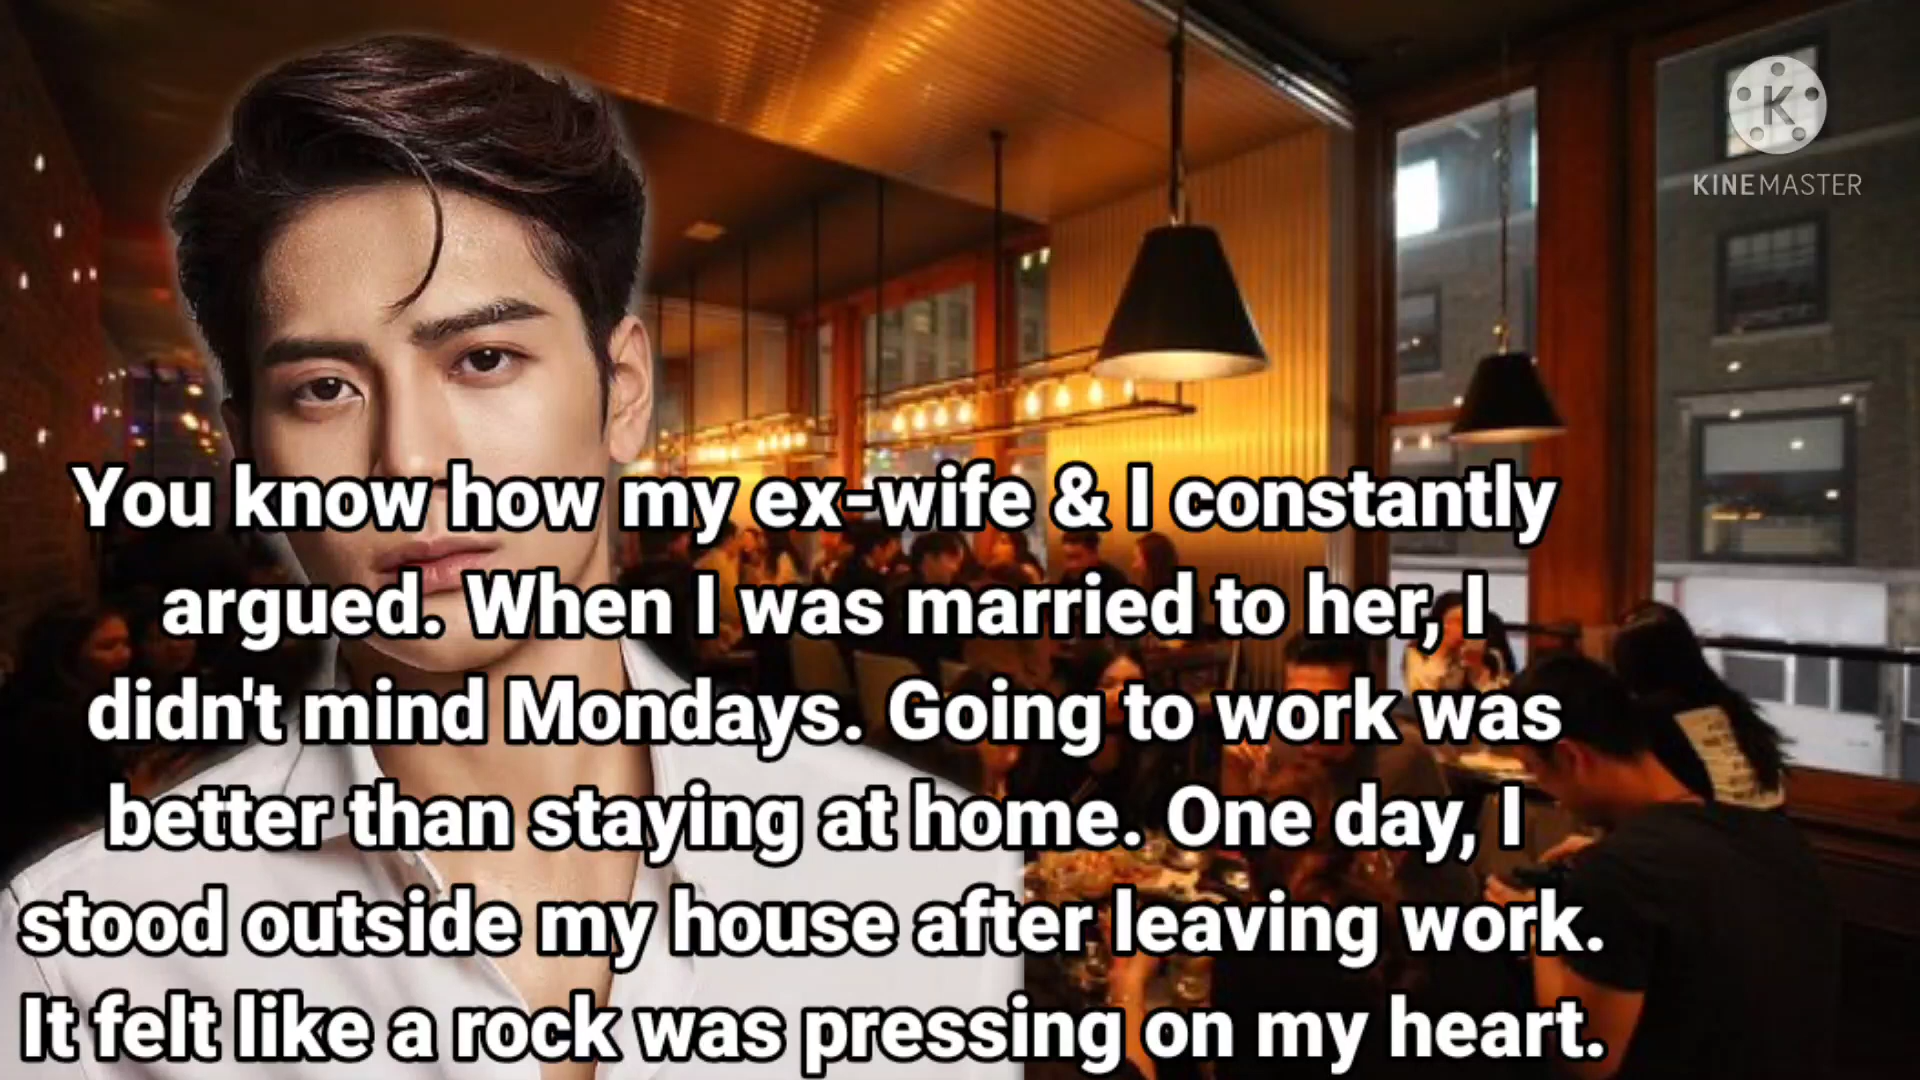 KINEMASTER
You know how my ex-wife & I constantly
argued. When I was married to her, I
didn't mind Mondays. Going to work was
better than staying at home. One day, I
stood outside my house after leaving work.
It felt like a rock was pressing on my heart.